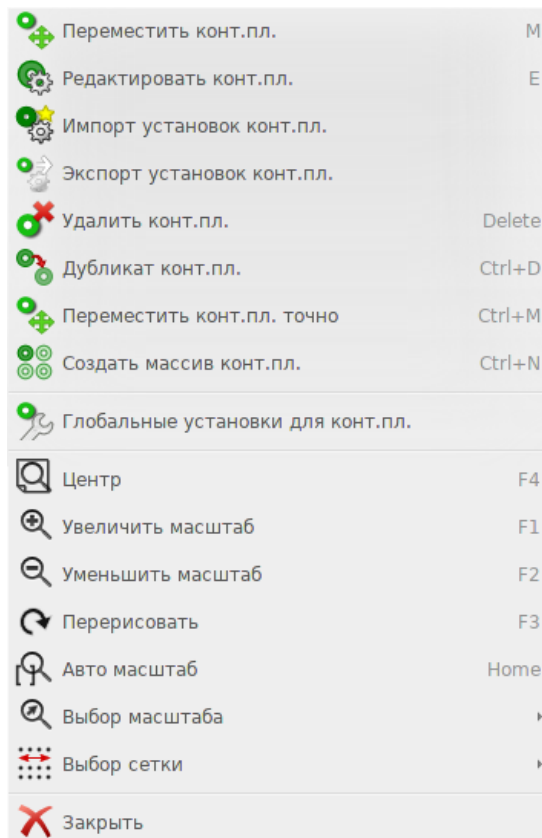 Переместить конт.пл. M
Редактировать конт.пл. E
Импорт установок конт.пл.
Экспорт установок конт.пл.
Удалить конт.пл. Delete
Дубликат конт.пл. Ctrl+D
Переместить конт.пл. точно Ctrl+M
Создать массив конт.пл. Ctrl+N
Глобальные установки для конт.пл.
Центр F4
Увеличить масштаб F1
Уменьшить масштаб F2
Перерисовать F3
Авто масштаб Home
Выбор масштаба
Выбор сетки
Закрыть